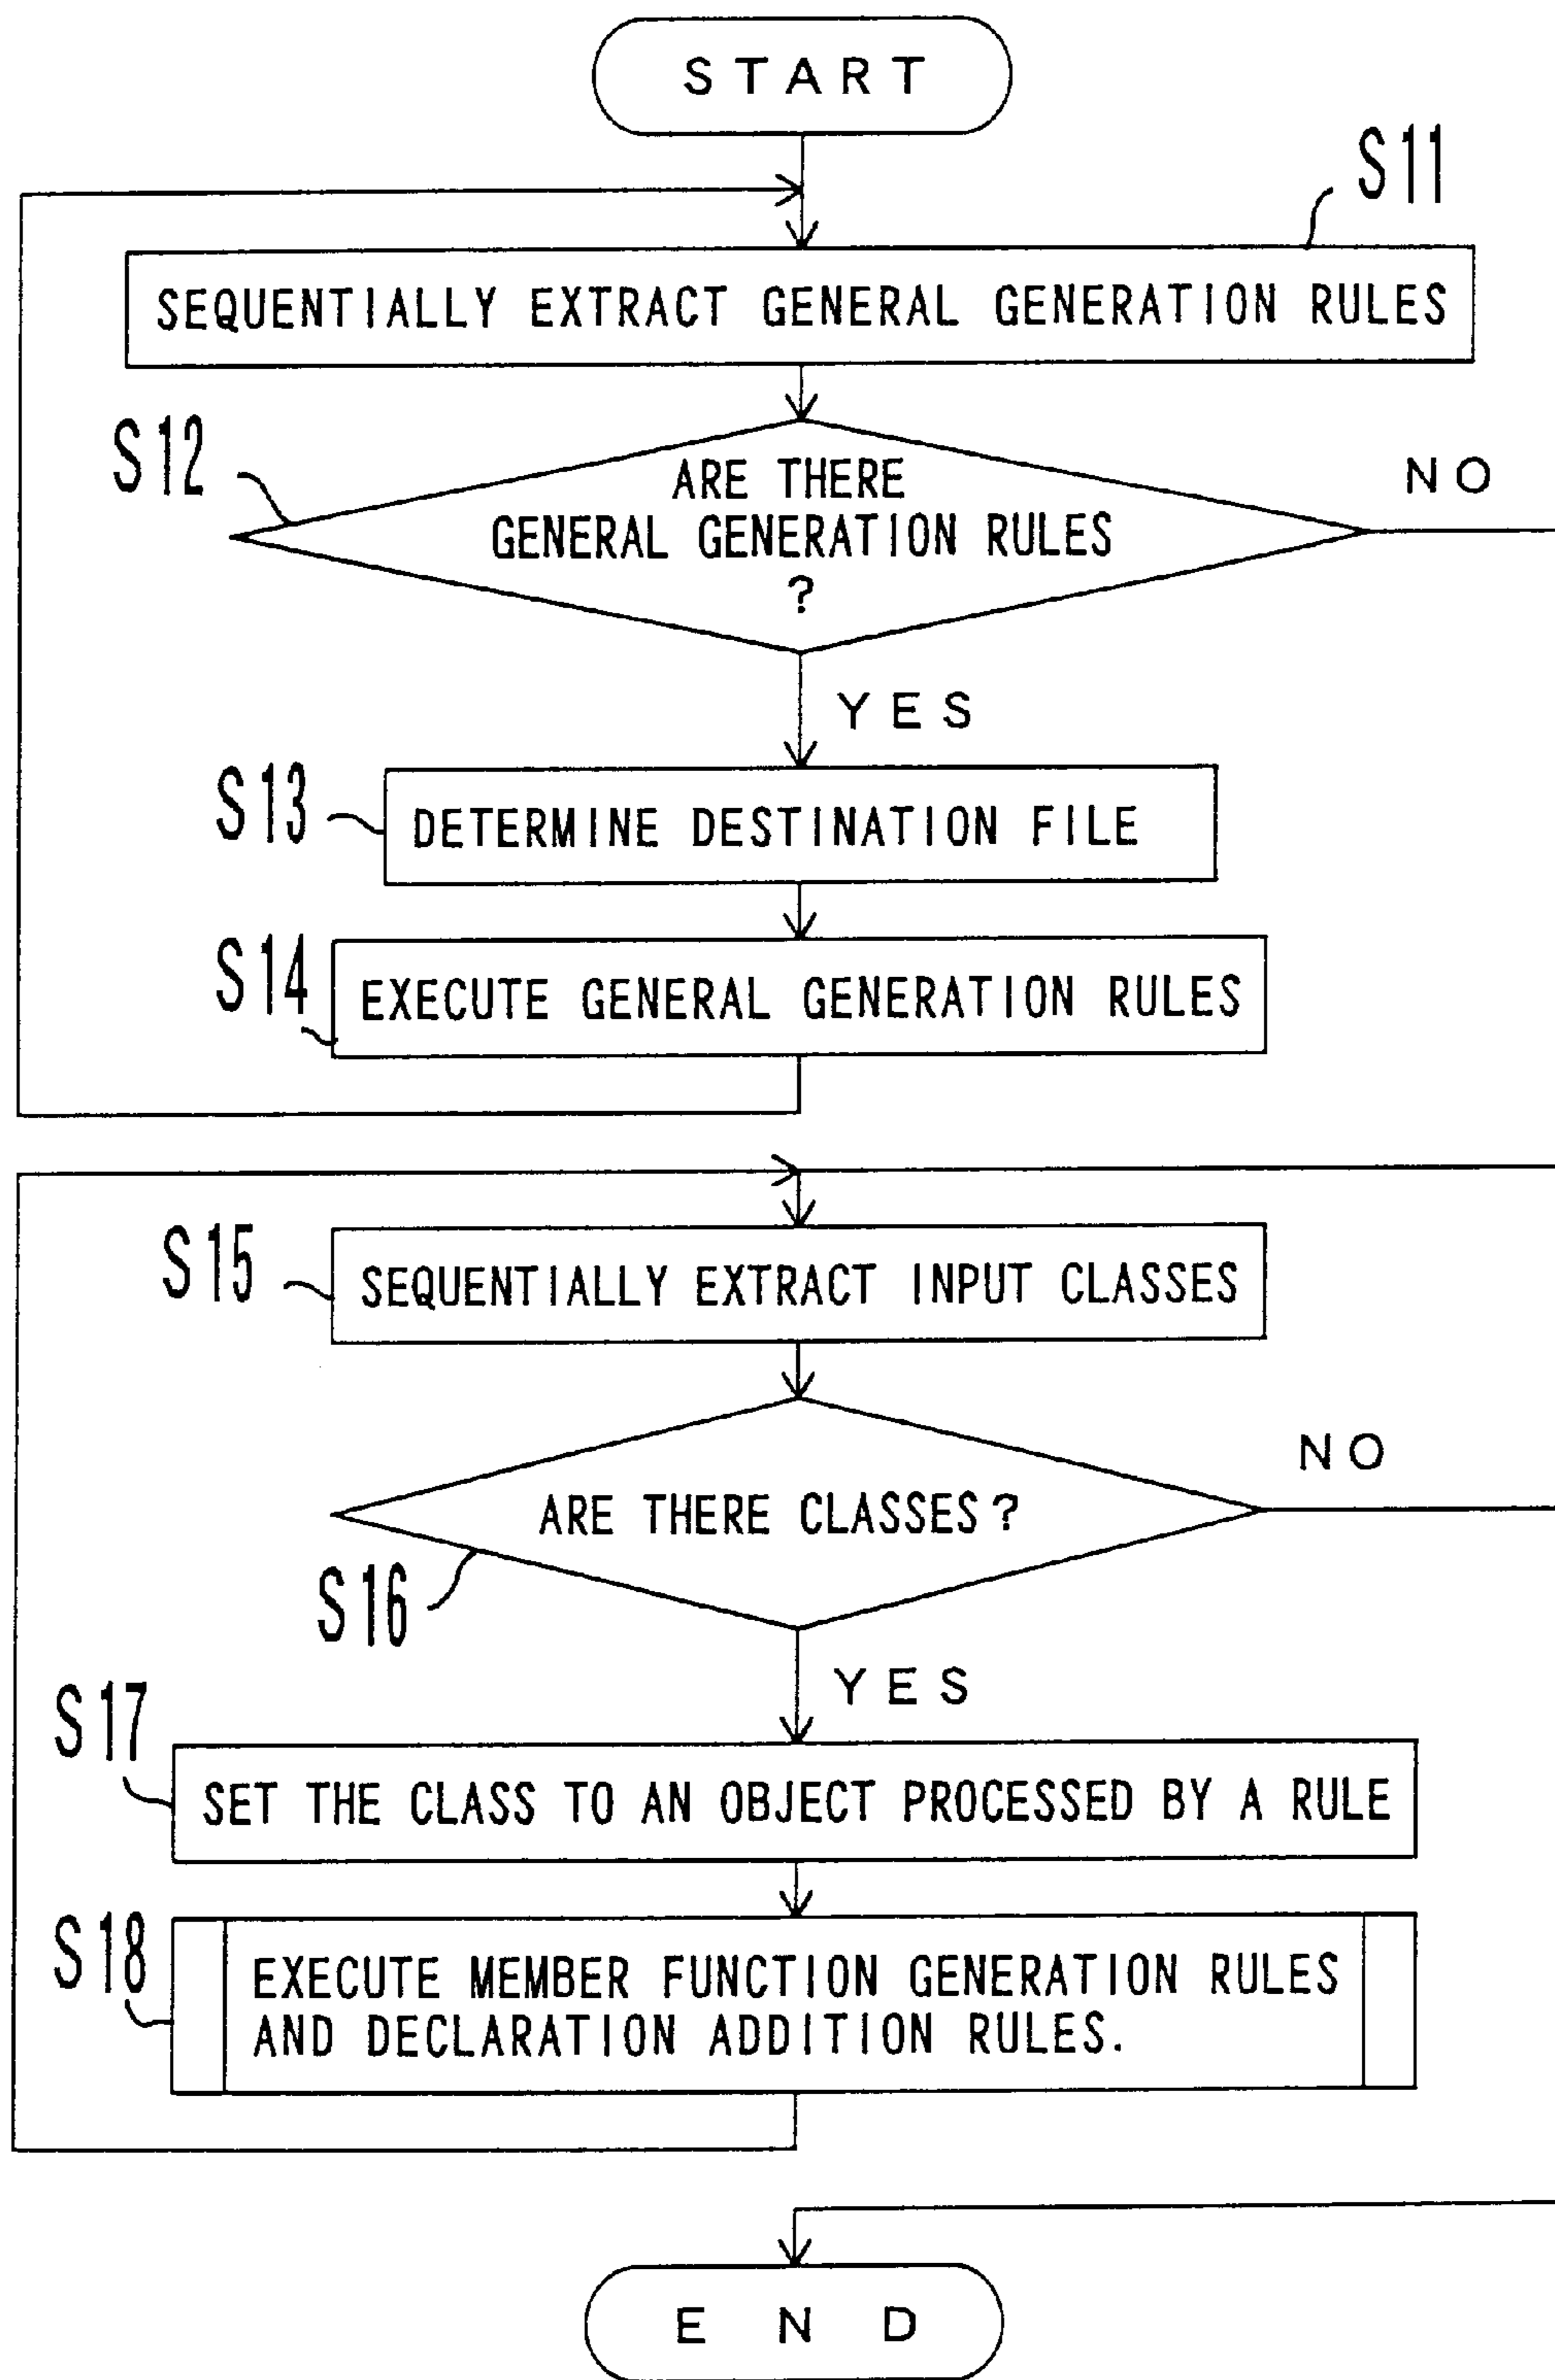 START
S11
SEQUENTIALLY EXTRACT GENERAL GENERATION RULES
S12
ARE THERE
GENERAL GENERATION RULES
?
NO
YES
S13
DETERMINE DESTINATION FILE
S14
EXECUTE GENERAL GENERATION RULES
S15
SEQUENTIALLY EXTRACT INPUT CLASSES
ARE THERE CLASSES?
NO
S16
YES
S17
SET THE CLASS TO AN OBJECT PROCESSED BY A RULE
S18
EXECUTE MEMBER FUNCTION GENERATION RULES
AND DECLARATION ADDITION RULES.
END